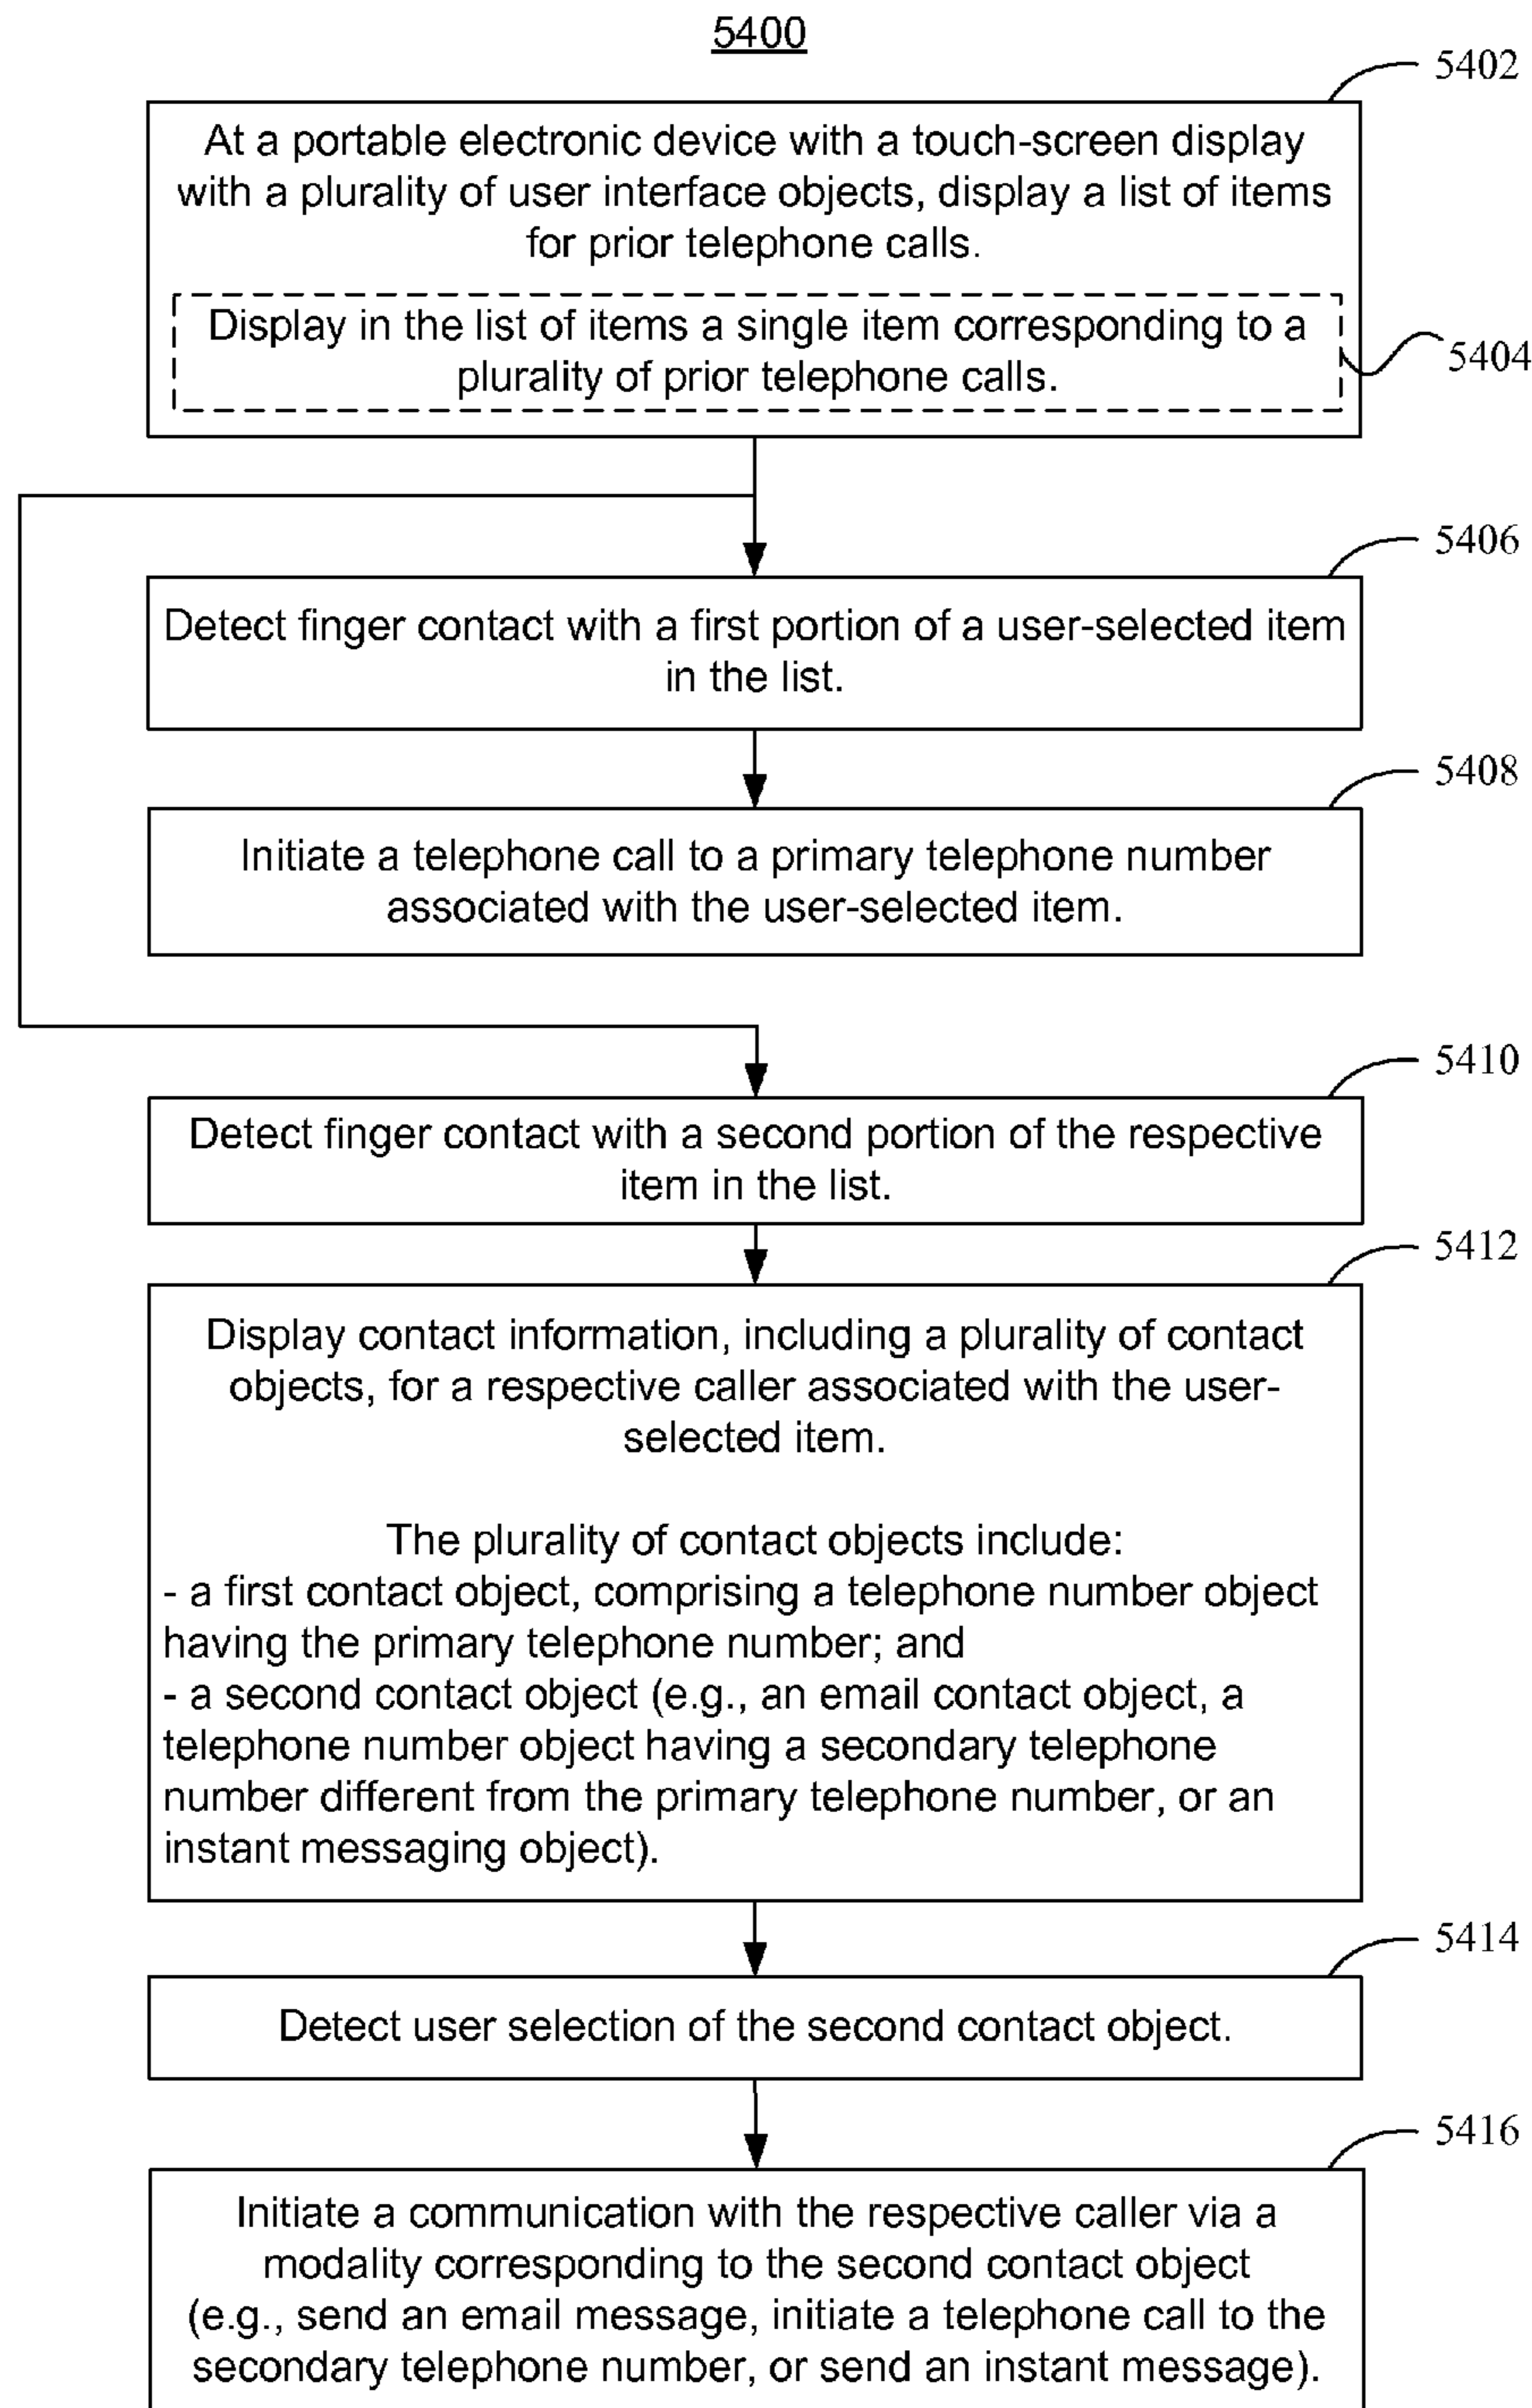 5400
5402
At a portable electronic device with a touch-screen display
with a plurality of user interface objects, display a list of items
for prior telephone calls.
Display in the list of items a single item corresponding to a
plurality of prior telephone calls.
5404
5406
Detect finger contact with a first portion of a user-selected item
in the list.
5408
Initiate a telephone call to a primary telephone number
associated with the user-selected item.
5410
Detect finger contact with a second portion of the respective
item in the list.
5412
Display contact information, including a plurality of contact
objects, for a respective caller associated with the user-
selected item.
The plurality of contact objects include:
- a first contact object, comprising a telephone number object
having the primary telephone number; and
- a second contact object (e.g., an email contact object, a
telephone number object having a secondary telephone
number different from the primary telephone number, or an
instant messaging object).
5414
Detect user selection of the second contact object.
5416
Initiate a communication with the respective caller via a
modality corresponding to the second contact object
(e.g., send an email message, initiate a telephone call to the
secondary telephone number, or send an instant message).